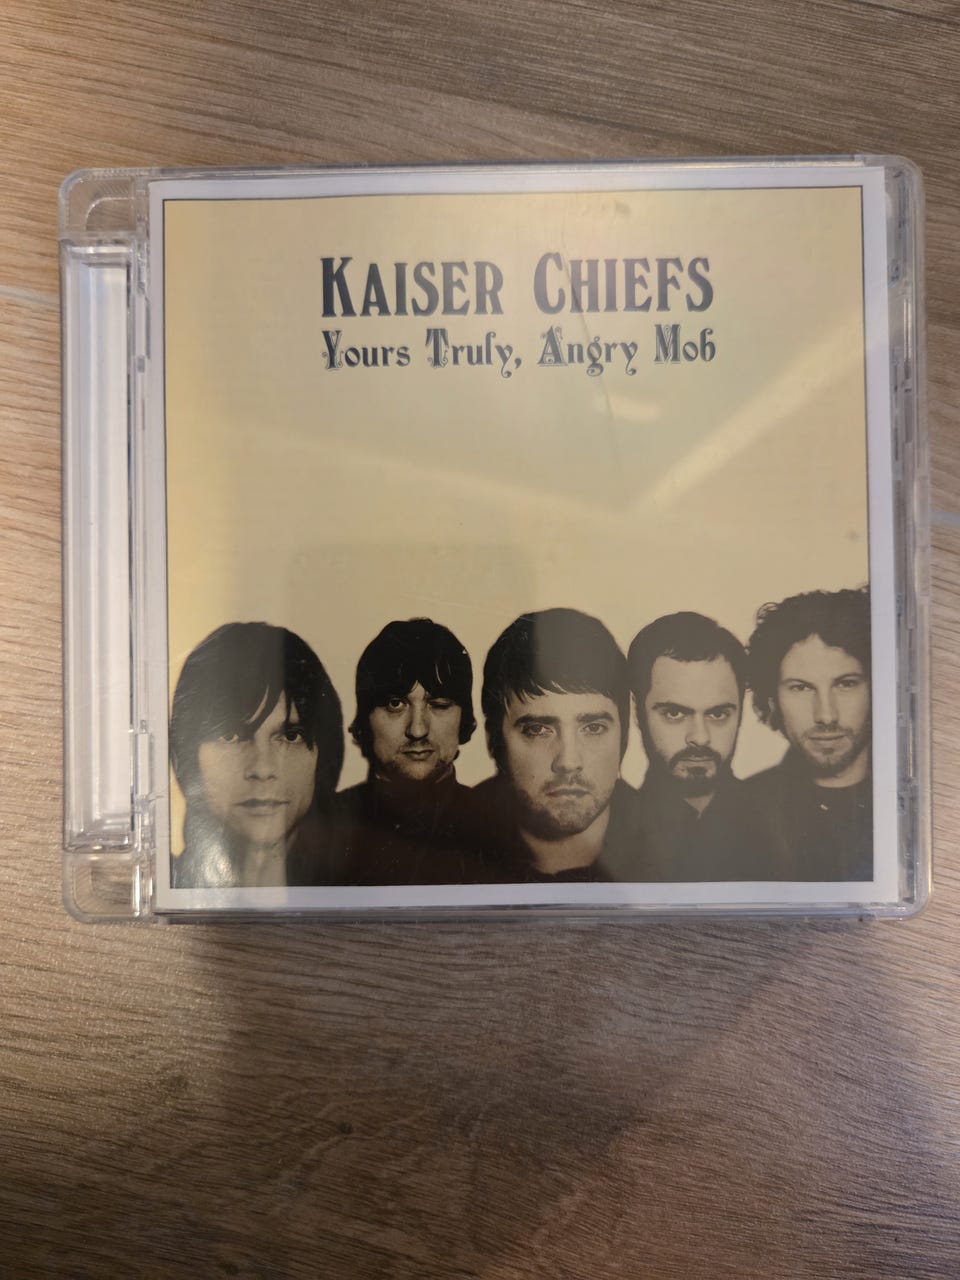 KAISER CHIEFS
Yours Truly, Angry Mob